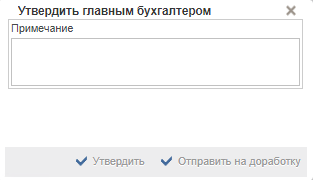 Утвердить главным бухгалтером
Примечание
Утвердить Отправить на доработку